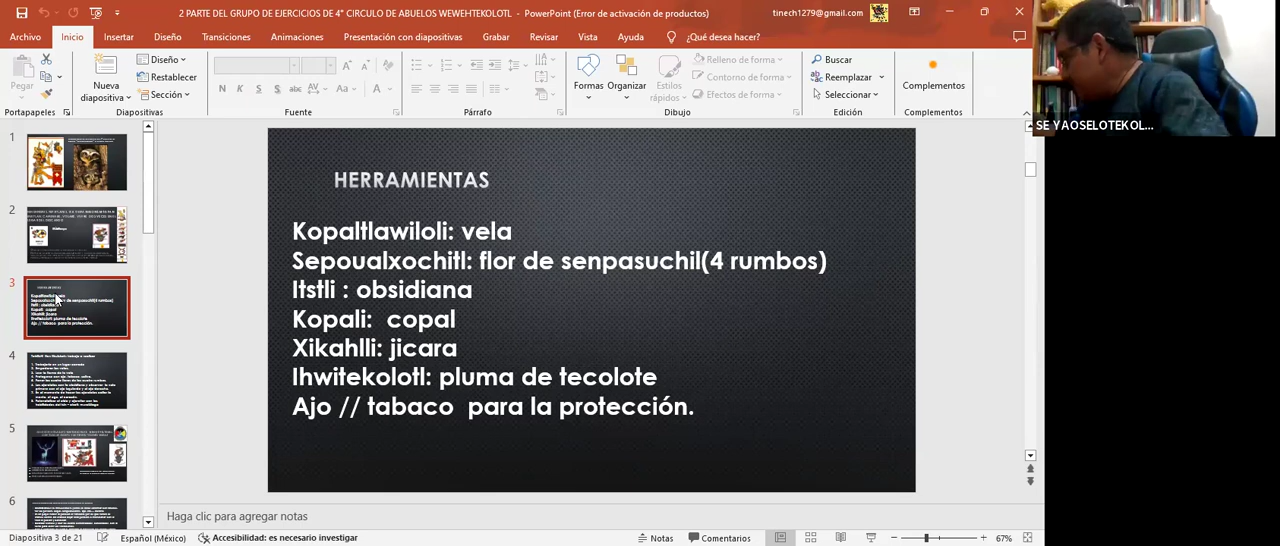 2 PARTE DEL GRUPO DE EJERCICIOS DE 4° CIRCULO DE ABUELOS WEWEHTEKOLOTL - PowerPoint (Error de activación de productos)
tinech1279@gmail.com
Archivo Inicio Insertar Diseño Transiciones Animaciones Presentación con diapositivas Grabar Revisar Vista Ayuda ¿Qué desea hacer?
Pegar
Nueva diapositiva
Diseño
Restablecer
Sección
N K S S abc AV Aa A
Formas Organizar Estilos rápidos
Relleno de forma
Contorno de forma
Efectos de forma
Buscar
Reemplazar
Seleccionar
Complementos
Portapapeles Diapositivas Fuente Párrafo Dibujo Edición Complementos
SE YAOSELOTEKOL...
1
2
3
4
5
6
HERRAMIENTAS
Kopaltlawiloli: vela
Sepoualxochitl: flor de senpasuchil(4 rumbos)
Itstli : obsidiana
Kopali: copal
Xikahlli: jicara
Ihwitekolotl: pluma de tecolote
Ajo // tabaco para la protección.
Haga clic para agregar notas
Diapositiva 3 de 21 Español (México) Accesibilidad: es necesario investigar Notas Comentarios 67%